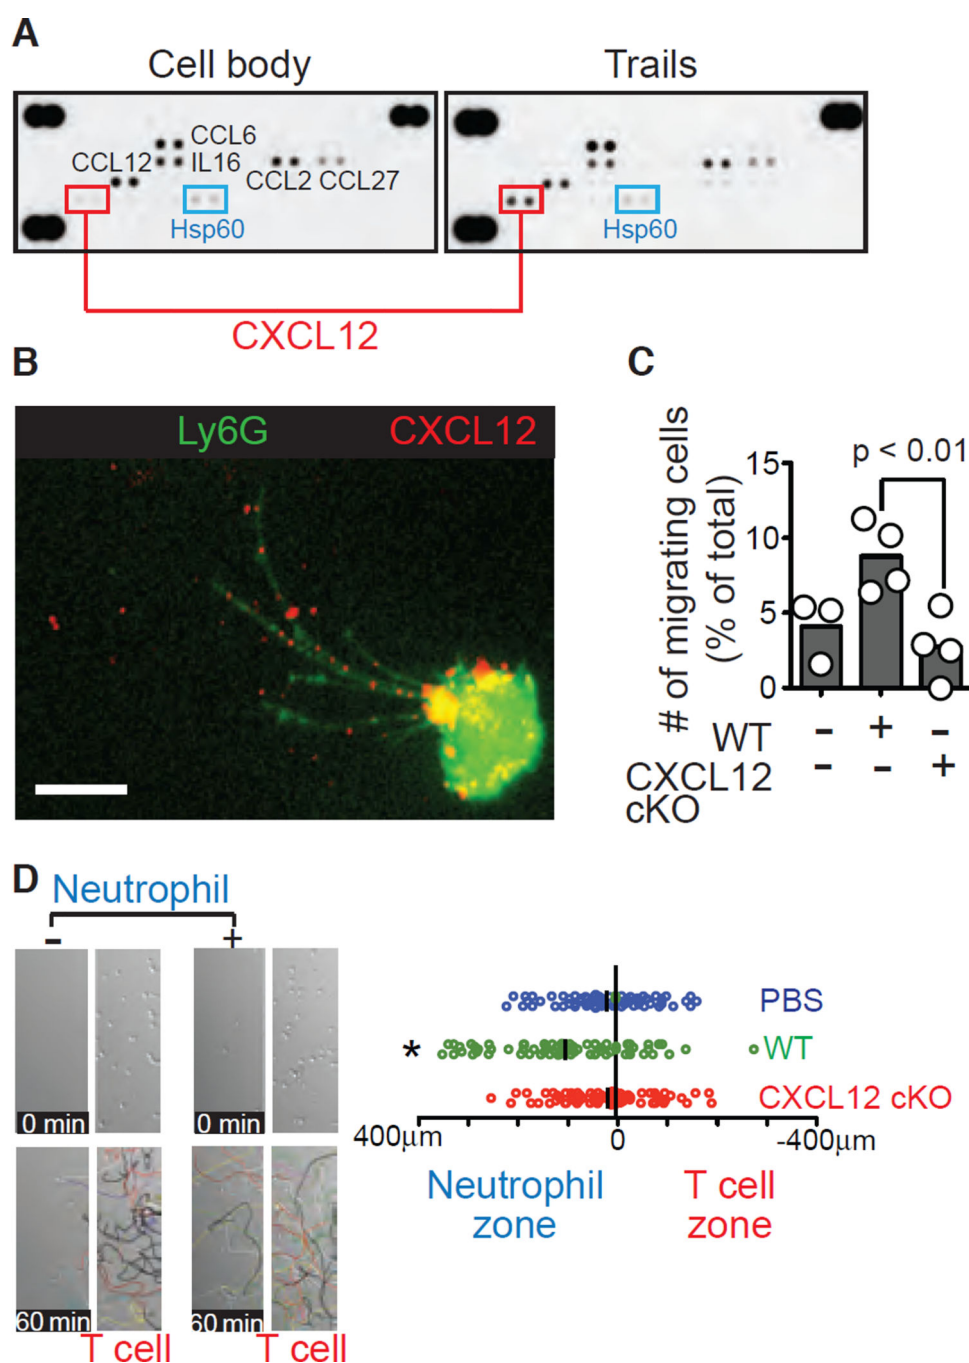 A
Cell body
Trails
CCL6
CCL12
IL16
CCL2 CCL27
Hsp60
Hsp60
CXCL12
B
Ly6G
CXCL12
C
# of migrating cells
(% of total)
p < 0.01
15
10
5
0
WT - + -
CXCL12 - - +
cKO
D
Neutrophil
- +
0 min
0 min
60 min
60 min
T cell
T cell
PBS
* WT
CXCL12 cKO
400μm 0 -400μm
Neutrophil
zone
T cell
zone